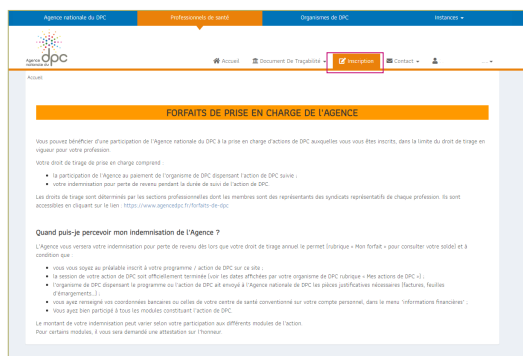 Agence nationale du DPC Professionnels de santé Organismes de DPC Instances
Agence dpc
nationale du
Accueil Document De Traçabilité Inscription Contact
Accueil
FORFAITS DE PRISE EN CHARGE DE L'AGENCE
Vous pouvez bénéficier d'une participation de l'Agence nationale du DPC à la prise en charge d'actions de DPC auxquelles vous vous êtes inscrits, dans la limite du droit de tirage en
vigueur pour votre profession.
Votre droit de tirage de prise en charge comprend :
la participation de l'Agence au paiement de l'organisme de DPC dispensant l'action de DPC suivie ;
votre indemnisation pour perte de revenu pendant la durée de suivi de l'action de DPC.
Les droits de tirage sont déterminés par les sections professionnelles dont les membres sont des représentants des syndicats représentatifs de chaque profession. Ils sont
accessibles en cliquant sur le lien : https://www.agencedpc.fr/forfaits-de-dpc
Quand puis-je percevoir mon indemnisation de l'Agence ?
L'Agence vous versera votre indemnisation pour perte de revenu dès lors que votre droit de tirage annuel le permet (rubrique « Mon forfait » pour consulter votre solde) et à
condition que :
vous vous soyez au préalable inscrit à votre programme / action de DPC sur ce site ;
la session de votre action de DPC soit officiellement terminée (voir les dates affichées par votre organisme de DPC rubrique « Mes actions de DPC ») ;
l'organisme de DPC dispensant le programme ou l'action de DPC ait envoyé à l'Agence nationale de DPC les pièces justificatives nécessaires (factures, feuilles
d'émargements...) ;
vous ayez renseigné vos coordonnées bancaires ou celles de votre centre de santé conventionné sur votre compte personnel, dans le menu 'informations financières' ;
Vous ayez bien participé à tous les modules constituant l'action de DPC.
Le montant de votre indemnisation peut varier selon votre participation aux différents modules de l'action.
Pour certains modules, il vous sera demandé une attestation sur l'honneur.